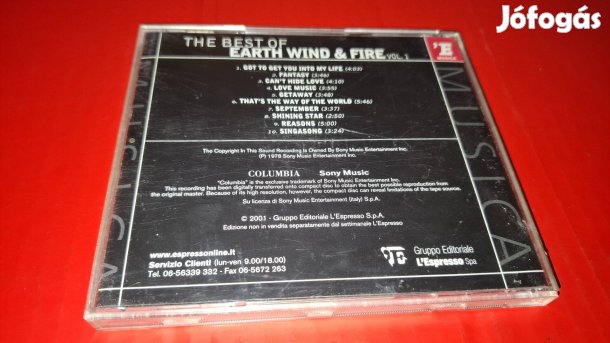 Jófogás
THE BEST OF
EARTH WIND & FIRE VOL. 1
'E
MUSICA
1. GOT TO GET YOU INTO MY LIFE (4:03)
2. FANTASY (3:46)
3. CAN'T HIDE LOVE (4:10)
4. LOVE MUSIC (3:55)
5. GETAWAY (3:48)
6. THAT'S THE WAY OF THE WORLD (5:46)
7. SEPTEMBER (3:37)
8. SHINING STAR (2:50)
9. REASONS (5:00)
10. SINGASONG (3:24)
The Copyright In This Sound Recording Is Owned By Sony Music Entertainment Inc.
(P) 1978 Sony Music Entertainment Inc.
COLUMBIA Sony Music
"Columbia" is the exclusive trademark of Sony Music Entertainment Inc.
This recording has been digitally transferred onto compact disc to obtain the best possible reproduction from
the original master. Because of its high resolution, however, the compact disc can reveal limitations of the tape source.
Su licenza di Sony Music Entertainment (Italy) S.p.A.
© 2001 - Gruppo Editoriale L'Espresso S.p.A.
Edizione non in vendita separatamente dal settimanale L'Espresso
www.espressonline.it
Servizio Clienti (lun-ven 9.00/18.00)
Tel. 06-56339 332 - Fax 06-5672 263
Gruppo Editoriale
L'Espresso Spa
MUSICA